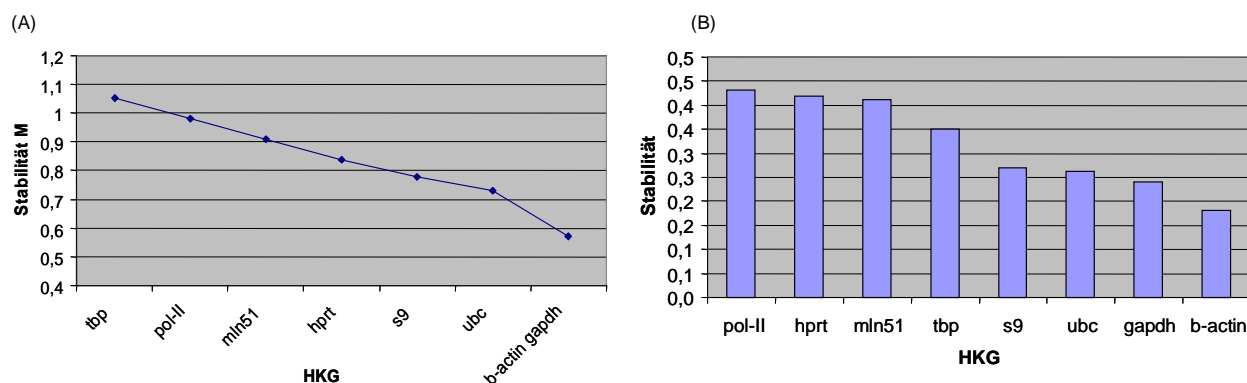 (A)
Stabilität M
1,2
1,1
1
0,9
0,8
0,7
0,6
0,5
0,4
tbp
pol-II
mln51
hprt
s9
ubc
b-actin gapdh
HKG
(B)
Stabilität
0,5
0,5
0,4
0,4
0,3
0,3
0,2
0,2
0,1
0,1
0,0
pol-II
hprt
mln51
tbp
s9
ubc
gapdh
b-actin
HKG